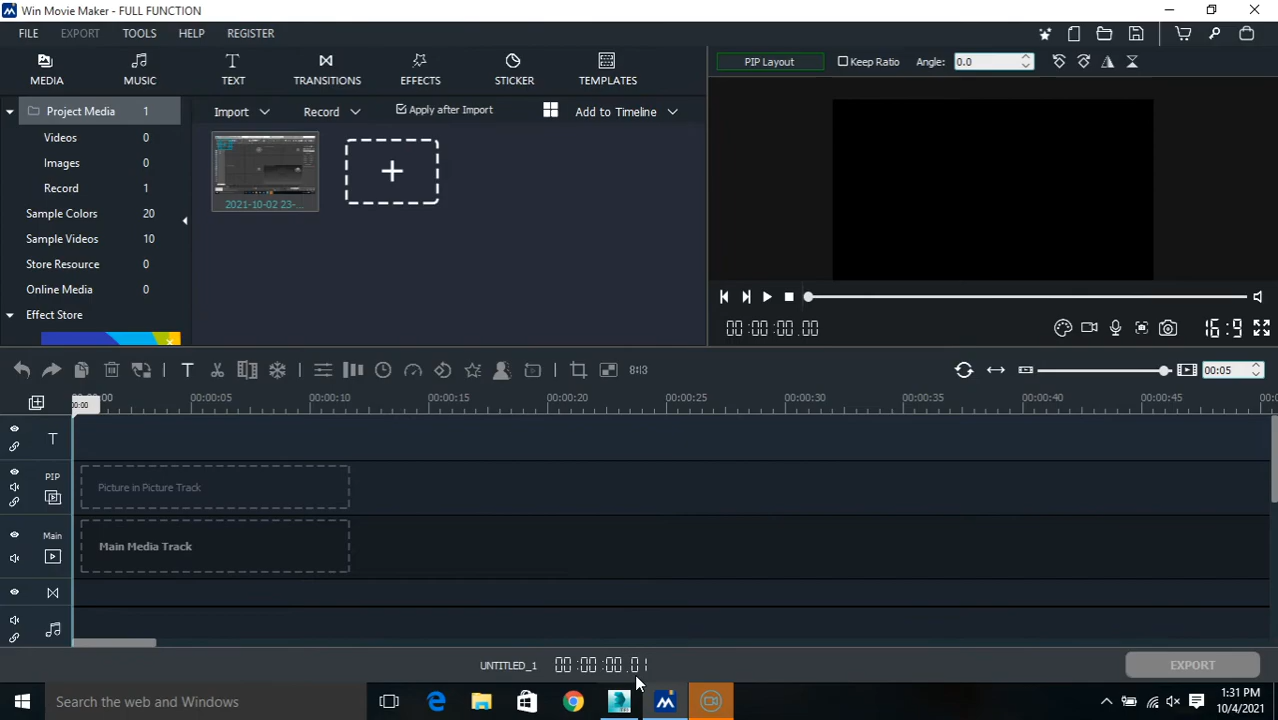 Win Movie Maker - FULL FUNCTION
FILE EXPORT TOOLS HELP REGISTER
MEDIA MUSIC TEXT TRANSITIONS EFFECTS STICKER TEMPLATES
PIP Layout Keep Ratio Angle: 0.0
Project Media 1
Import Record Apply after Import Add to Timeline
Videos 0
Images 0
Record 1
Sample Colors 20
Sample Videos 10
Store Resource 0
Online Media 0
Effect Store
2021-10-02 23-...
00:00:00.00
16:9
00:05
00:00
00:00:05 00:00:10 00:00:15 00:00:20 00:00:25 00:00:30 00:00:35 00:00:40 00:00:45
T
PIP
Picture in Picture Track
Main
Main Media Track
UNTITLED_1 00:00:00.01
EXPORT
Search the web and Windows
1:31 PM
10/4/2021